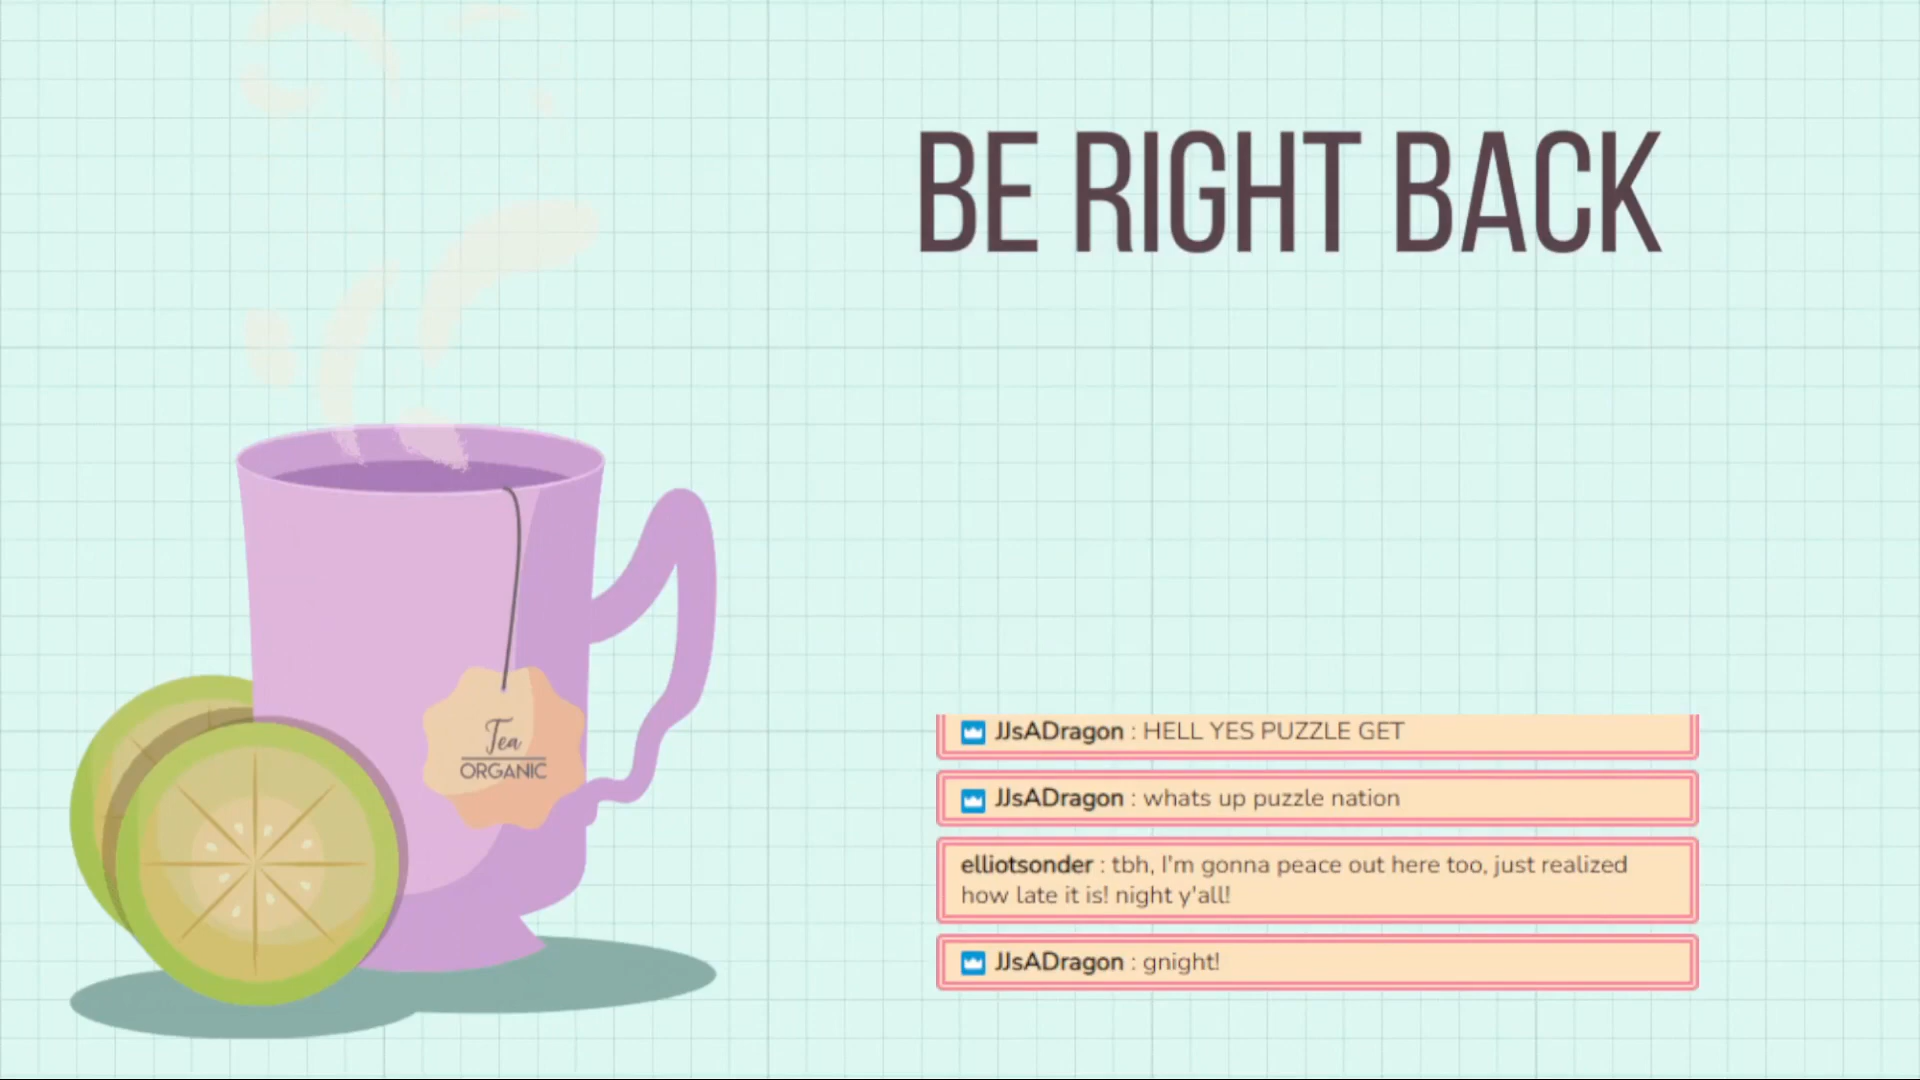 BE RIGHT BACK
Tea
ORGANIC
JJsADragon : HELL YES PUZZLE GET
JJsADragon : whats up puzzle nation
elliotsonder : tbh, I'm gonna peace out here too, just realized
how late it is! night y'all!
JJsADragon : gnight!